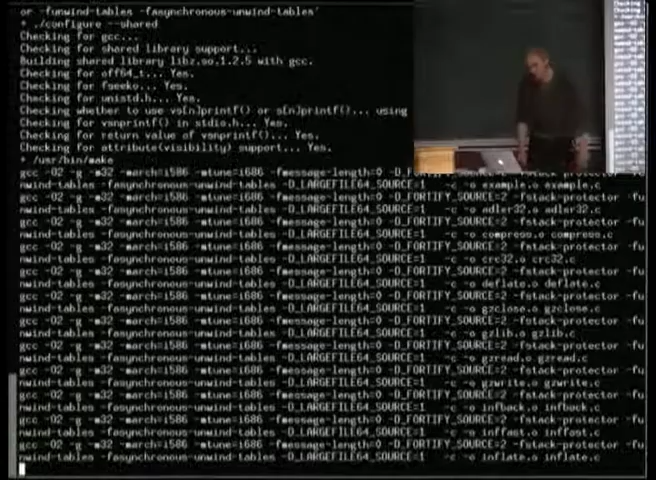 or -funwind-tables -fasynchronous-unwind-tables'
+ ./configure --shared
Checking for gcc...
Checking for shared library support...
Building shared library libz.so.1.2.5 with gcc.
Checking for off64_t... Yes.
Checking for fseeko... Yes.
Checking for unistd.h... Yes.
Checking whether to use vs[n]printf() or s[n]printf()... using
Checking for vsnprintf() in stdio.h... Yes.
Checking for return value of vsnprintf()... Yes.
Checking for attribute(visibility) support... Yes.
+ /usr/bin/make
gcc -O2 -g -m32 -march=i586 -mtune=i686 -fmessage-length=0 -D_FORTIFY_SOURCE=2 -fstack-protector -fu
nwind-tables -fasynchronous-unwind-tables -D_LARGEFILE64_SOURCE=1 -c -o example.o example.c
gcc -O2 -g -m32 -march=i586 -mtune=i686 -fmessage-length=0 -D_FORTIFY_SOURCE=2 -fstack-protector -fu
nwind-tables -fasynchronous-unwind-tables -D_LARGEFILE64_SOURCE=1 -c -o adler32.o adler32.c
gcc -O2 -g -m32 -march=i586 -mtune=i686 -fmessage-length=0 -D_FORTIFY_SOURCE=2 -fstack-protector -fu
nwind-tables -fasynchronous-unwind-tables -D_LARGEFILE64_SOURCE=1 -c -o compress.o compress.c
gcc -O2 -g -m32 -march=i586 -mtune=i686 -fmessage-length=0 -D_FORTIFY_SOURCE=2 -fstack-protector -fu
nwind-tables -fasynchronous-unwind-tables -D_LARGEFILE64_SOURCE=1 -c -o crc32.o crc32.c
gcc -O2 -g -m32 -march=i586 -mtune=i686 -fmessage-length=0 -D_FORTIFY_SOURCE=2 -fstack-protector -fu
nwind-tables -fasynchronous-unwind-tables -D_LARGEFILE64_SOURCE=1 -c -o deflate.o deflate.c
gcc -O2 -g -m32 -march=i586 -mtune=i686 -fmessage-length=0 -D_FORTIFY_SOURCE=2 -fstack-protector -fu
nwind-tables -fasynchronous-unwind-tables -D_LARGEFILE64_SOURCE=1 -c -o gzclose.o gzclose.c
gcc -O2 -g -m32 -march=i586 -mtune=i686 -fmessage-length=0 -D_FORTIFY_SOURCE=2 -fstack-protector -fu
nwind-tables -fasynchronous-unwind-tables -D_LARGEFILE64_SOURCE=1 -c -o gzlib.o gzlib.c
gcc -O2 -g -m32 -march=i586 -mtune=i686 -fmessage-length=0 -D_FORTIFY_SOURCE=2 -fstack-protector -fu
nwind-tables -fasynchronous-unwind-tables -D_LARGEFILE64_SOURCE=1 -c -o gzread.o gzread.c
gcc -O2 -g -m32 -march=i586 -mtune=i686 -fmessage-length=0 -D_FORTIFY_SOURCE=2 -fstack-protector -fu
nwind-tables -fasynchronous-unwind-tables -D_LARGEFILE64_SOURCE=1 -c -o gzwrite.o gzwrite.c
gcc -O2 -g -m32 -march=i586 -mtune=i686 -fmessage-length=0 -D_FORTIFY_SOURCE=2 -fstack-protector -fu
nwind-tables -fasynchronous-unwind-tables -D_LARGEFILE64_SOURCE=1 -c -o infback.o infback.c
gcc -O2 -g -m32 -march=i586 -mtune=i686 -fmessage-length=0 -D_FORTIFY_SOURCE=2 -fstack-protector -fu
nwind-tables -fasynchronous-unwind-tables -D_LARGEFILE64_SOURCE=1 -c -o inffast.o inffast.c
gcc -O2 -g -m32 -march=i586 -mtune=i686 -fmessage-length=0 -D_FORTIFY_SOURCE=2 -fstack-protector -fu
nwind-tables -fasynchronous-unwind-tables -D_LARGEFILE64_SOURCE=1 -c -o inflate.o inflate.c